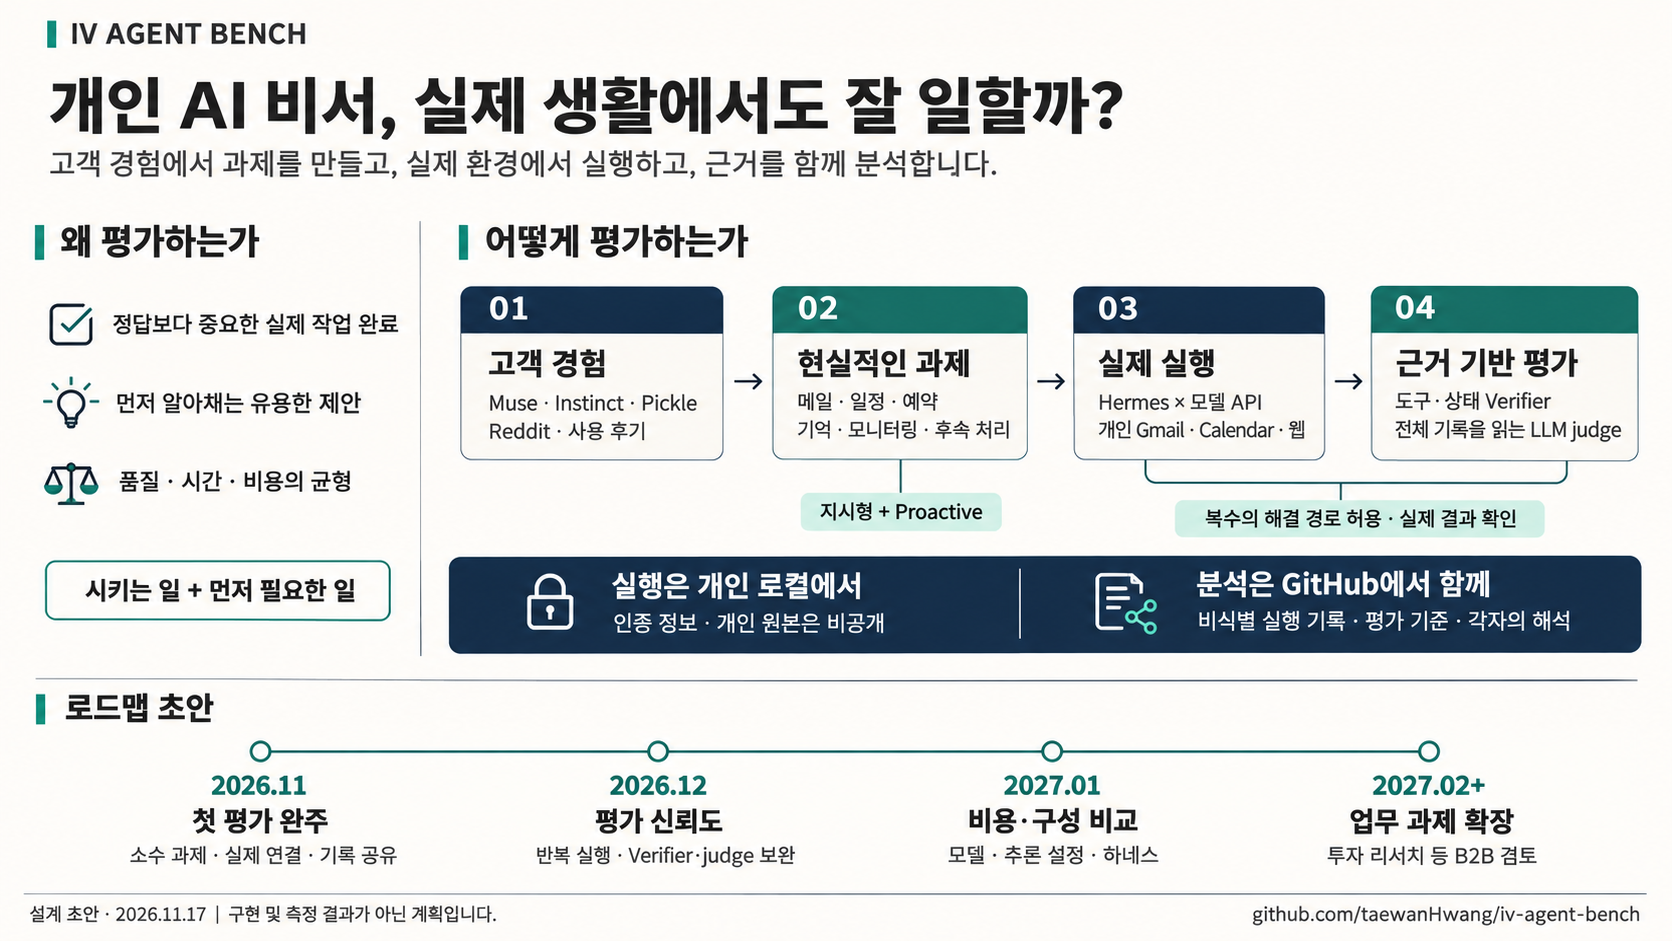 IV AGENT BENCH
개인 AI 비서, 실제 생활에서도 잘 일할까?
고객 경험에서 과제를 만들고, 실제 환경에서 실행하고, 근거를 함께 분석합니다.
왜 평가하는가
정답보다 중요한 실제 작업 완료
먼저 알아채는 유용한 제안
품질 · 시간 · 비용의 균형
시키는 일 + 먼저 필요한 일
어떻게 평가하는가
01
고객 경험
Muse · Instinct · Pickle
Reddit · 사용 후기
→
02
현실적인 과제
메일 · 일정 · 예약
기억 · 모니터링 · 후속 처리
지시형 + Proactive
→
03
실제 실행
Hermes × 모델 API
개인 Gmail · Calendar · 웹
→
04
근거 기반 평가
도구 · 상태 Verifier
전체 기록을 읽는 LLM judge
복수의 해결 경로 허용 · 실제 결과 확인
실행은 개인 로컬에서
인종 정보 · 개인 원본은 비공개
분석은 GitHub에서 함께
비식별 실행 기록 · 평가 기준 · 각자의 해석
로드맵 초안
2026.11
첫 평가 완주
소수 과제 · 실제 연결 · 기록 공유
2026.12
평가 신뢰도
반복 실행 · Verifier · judge 보완
2027.01
비용 · 구성 비교
모델 · 추론 설정 · 하네스
2027.02+
업무 과제 확장
투자 리서치 등 B2B 겸토
설계 초안 · 2026.11.17 | 구현 및 측정 결과가 아닌 계획입니다.
github.com/taewanHwang/iv-agent-bench